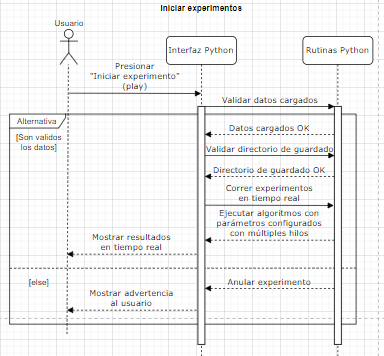 Iniciar experimentos
Usuario
Interfaz Python
Rutinas Python
Presionar
"Iniciar experimento"
(play)
Validar datos cargados
Alternativa
[Son validos
los datos]
Datos cargados OK
Validar directorio de guardado
Directorio de guardado OK
Correr experimentos
en tiempo real
Ejecutar algoritmos con
parámetros configurados
con múltiples hilos
Mostrar resultados
en tiempo real
[else]
Anular experimento
Mostrar advertencia
al usuario